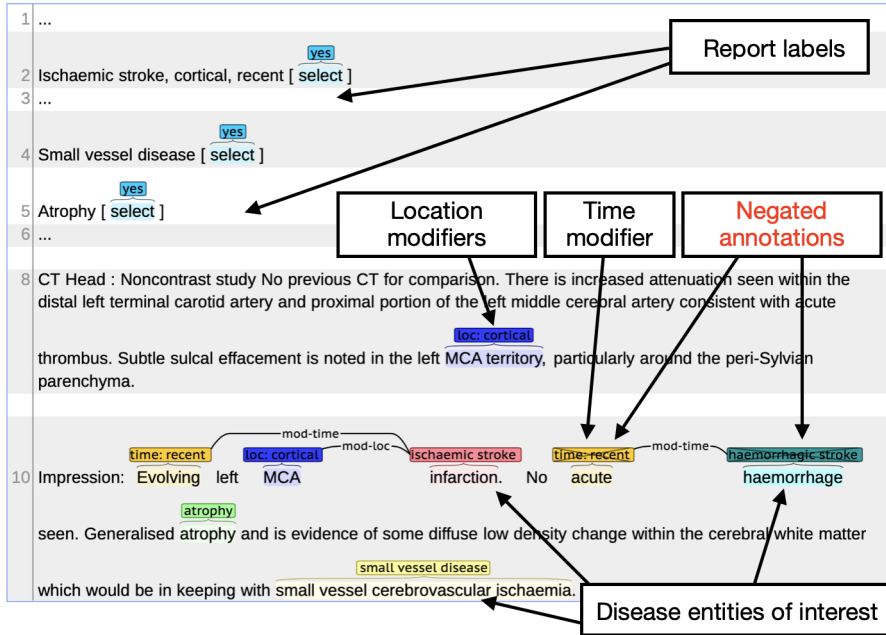 1 ...
Report labels
yes
2 Ischaemic stroke, cortical, recent [ select ]
3 ...
yes
4 Small vessel disease [ select ]
yes
5 Atrophy [ select ]
6 ...
Location modifiers
Time modifier
Negated annotations
8 CT Head : Noncontrast study No previous CT for comparison. There is increased attenuation seen within the
distal left terminal carotid artery and proximal portion of the left middle cerebral artery consistent with acute
loc: cortical
thrombus. Subtle sulcal effacement is noted in the left MCA territory, particularly around the peri-Sylvian
parenchyma.
mod-time
mod-loc
mod-time
time: recent loc: cortical ischaemic stroke time: recent haemorrhagic stroke
10 Impression: Evolving left MCA infarction. No acute haemorrhage
atrophy
seen. Generalised atrophy and is evidence of some diffuse low density change within the cerebral white matter
small vessel disease
which would be in keeping with small vessel cerebrovascular ischaemia.
Disease entities of interest